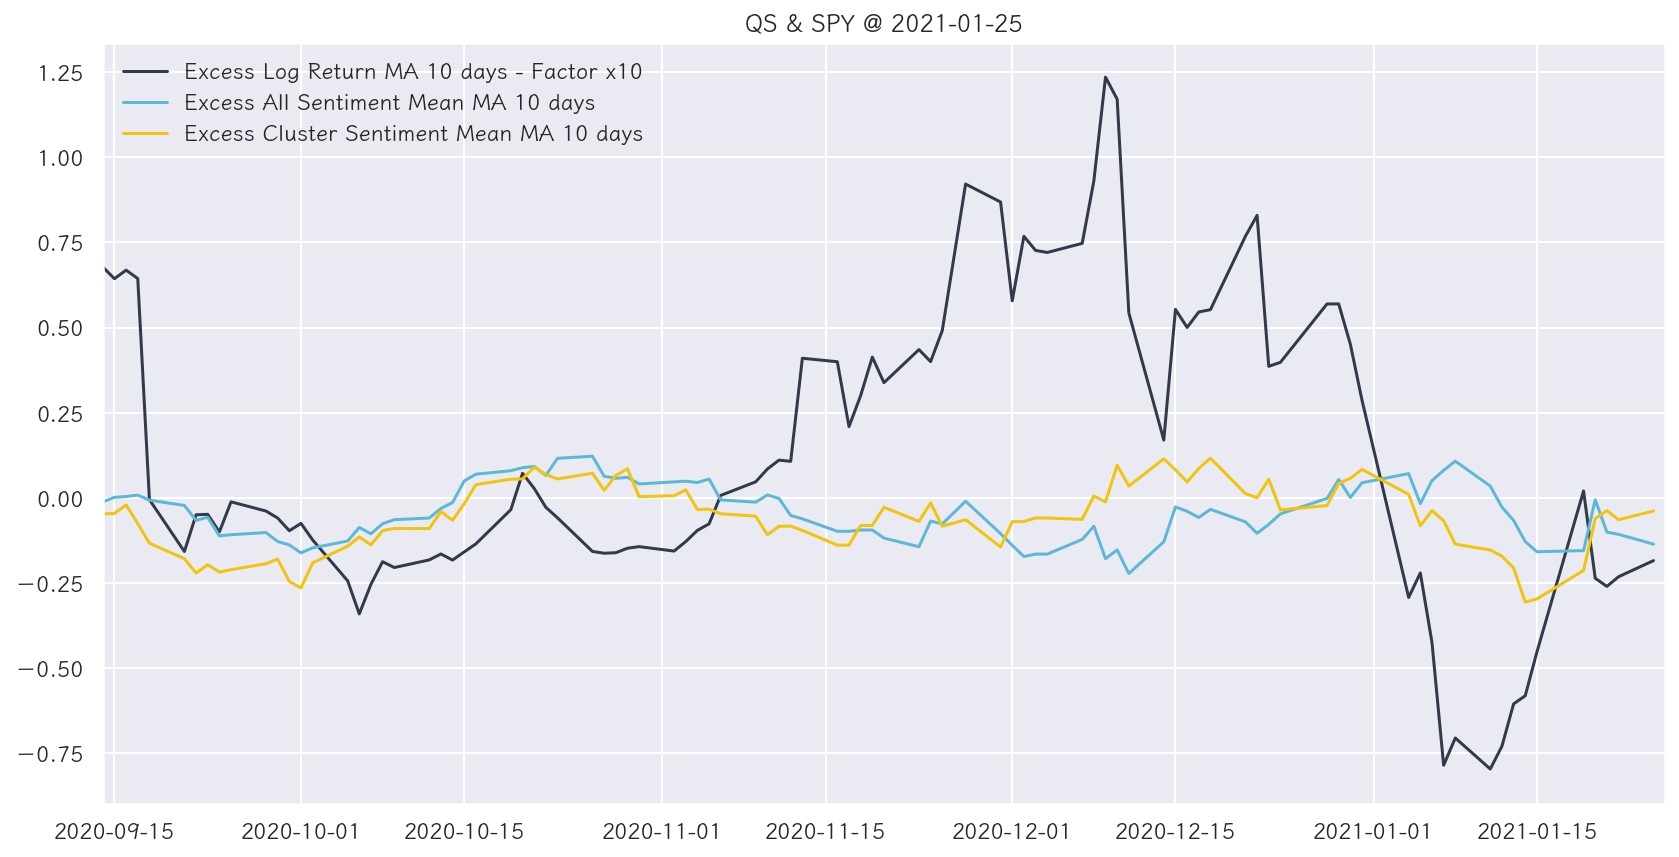 QS & SPY @ 2021-01-25
Excess Log Return MA 10 days - Factor x10
Excess All Sentiment Mean MA 10 days
Excess Cluster Sentiment Mean MA 10 days
1.25
1.00
0.75
0.50
0.25
0.00
−0.25
−0.50
−0.75
2020-09-15 2020-10-01 2020-10-15 2020-11-01 2020-11-15 2020-12-01 2020-12-15 2021-01-01 2021-01-15